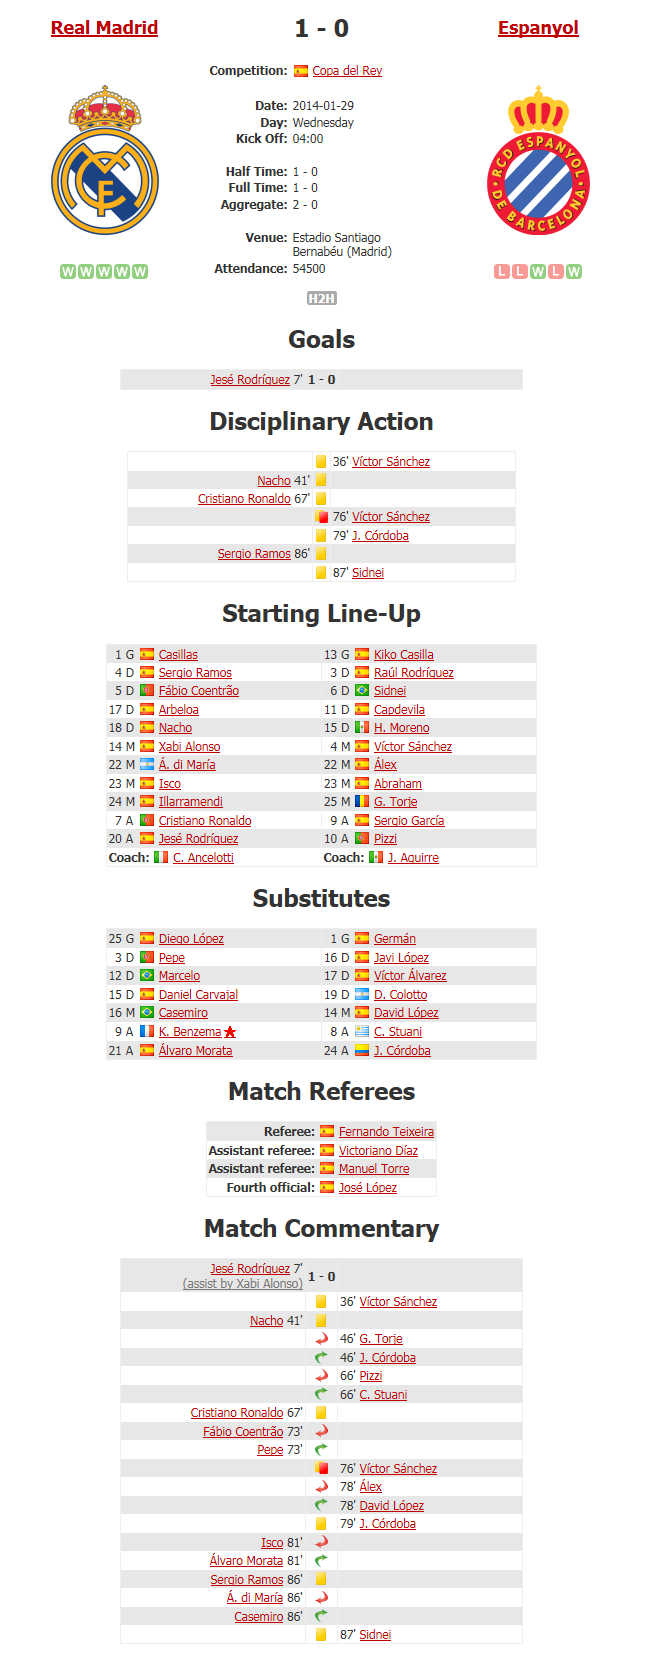 Real Madrid 1 - 0 Espanyol
Competition: Copa del Rey
Date: 2014-01-29
Day: Wednesday
Kick Off: 04:00
Half Time: 1 - 0
Full Time: 1 - 0
Aggregate: 2 - 0
Venue: Estadio Santiago
Bernabéu (Madrid)
Attendance: 54500
RCD ESPANYOL
DE BARCELONA
W W W W W
L L W L W
H2H
Goals
Jesé Rodríguez 7' 1 - 0
Disciplinary Action
36' Víctor Sánchez
Nacho 41'
Cristiano Ronaldo 67'
76' Víctor Sánchez
79' J. Córdoba
Sergio Ramos 86'
87' Sidnei
Starting Line-Up
1 G Casillas 13 G Kiko Casilla
4 D Sergio Ramos 3 D Raúl Rodríguez
5 D Fábio Coentrão 6 D Sidnei
17 D Arbeloa 11 D Capdevila
18 D Nacho 15 D H. Moreno
14 M Xabi Alonso 4 M Víctor Sánchez
22 M Á. di María 22 M Álex
23 M Isco 23 M Abraham
24 M Illarramendi 25 M G. Torje
7 A Cristiano Ronaldo 9 A Sergio García
20 A Jesé Rodríguez 10 A Pizzi
Coach: C. Ancelotti Coach: J. Aguirre
Substitutes
25 G Diego López 1 G Germán
3 D Pepe 16 D Javi López
12 D Marcelo 17 D Víctor Álvarez
15 D Daniel Carvajal 19 D D. Colotto
16 M Casemiro 14 M David López
9 A K. Benzema 8 A C. Stuani
21 A Álvaro Morata 24 A J. Córdoba
Match Referees
Referee: Fernando Teixeira
Assistant referee: Victoriano Díaz
Assistant referee: Manuel Torre
Fourth official: José López
Match Commentary
Jesé Rodríguez 7' 1 - 0
(assist by Xabi Alonso)
36' Víctor Sánchez
Nacho 41'
46' G. Torje
46' J. Córdoba
66' Pizzi
66' C. Stuani
Cristiano Ronaldo 67'
Fábio Coentrão 73'
Pepe 73'
76' Víctor Sánchez
78' Álex
78' David López
79' J. Córdoba
Isco 81'
Álvaro Morata 81'
Sergio Ramos 86'
Á. di María 86'
Casemiro 86'
87' Sidnei